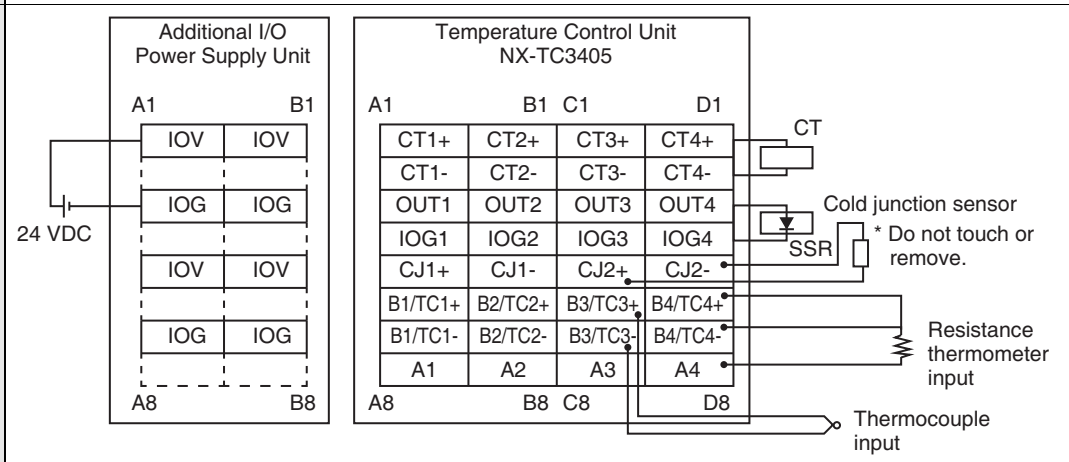 Additional I/O
Power Supply Unit
A1 B1
IOV IOV
IOG IOG
24 VDC
IOV IOV
IOG IOG
A8 B8
Temperature Control Unit
NX-TC3405
A1 B1 C1 D1
CT1+ CT2+ CT3+ CT4+
CT1- CT2- CT3- CT4-
OUT1 OUT2 OUT3 OUT4
IOG1 IOG2 IOG3 IOG4
CJ1+ CJ1- CJ2+ CJ2-
B1/TC1+ B2/TC2+ B3/TC3+ B4/TC4+
B1/TC1- B2/TC2- B3/TC3- B4/TC4-
A1 A2 A3 A4
A8 B8 C8 D8
CT
SSR
Cold junction sensor
* Do not touch or
remove.
Resistance
thermometer
input
Thermocouple
input